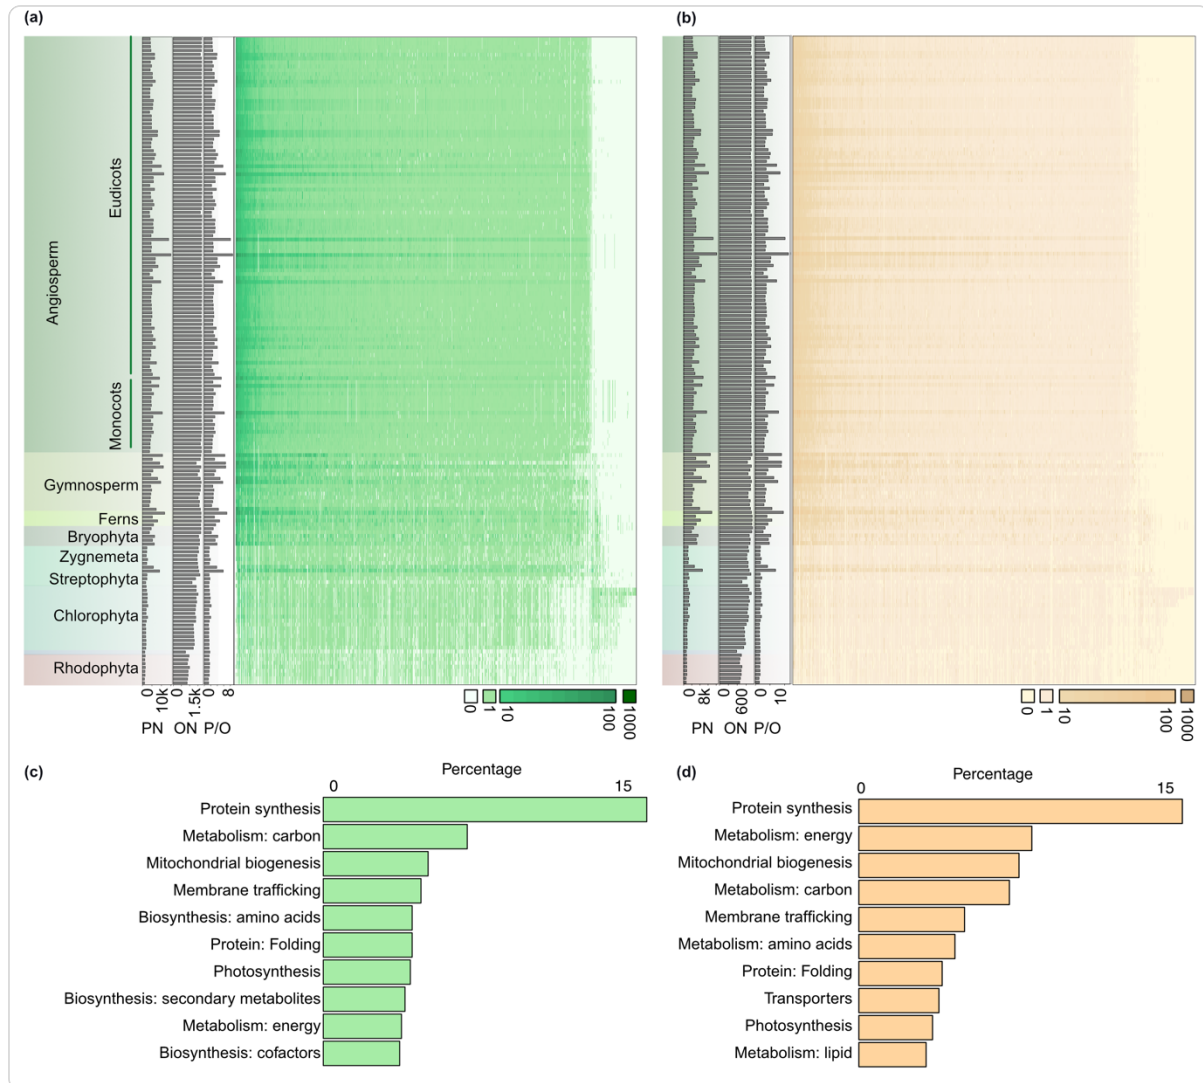 (a)
(b)
Angiosperm
Eudicots
Monocots
Gymnosperm
Ferns
Bryophyta
Zygnemeta
Streptophyta
Chlorophyta
Rhodophyta
0
10k
0
1.5k
0
8
PN ON P/O
0
1
10
100
1000
0
8k
0
600
0
10
PN ON P/O
0
1
10
100
1000
(c)
Percentage
0 15
Protein synthesis
Metabolism: carbon
Mitochondrial biogenesis
Membrane trafficking
Biosynthesis: amino acids
Protein: Folding
Photosynthesis
Biosynthesis: secondary metabolites
Metabolism: energy
Biosynthesis: cofactors
(d)
Percentage
0 15
Protein synthesis
Metabolism: energy
Mitochondrial biogenesis
Metabolism: carbon
Membrane trafficking
Metabolism: amino acids
Protein: Folding
Transporters
Photosynthesis
Metabolism: lipid